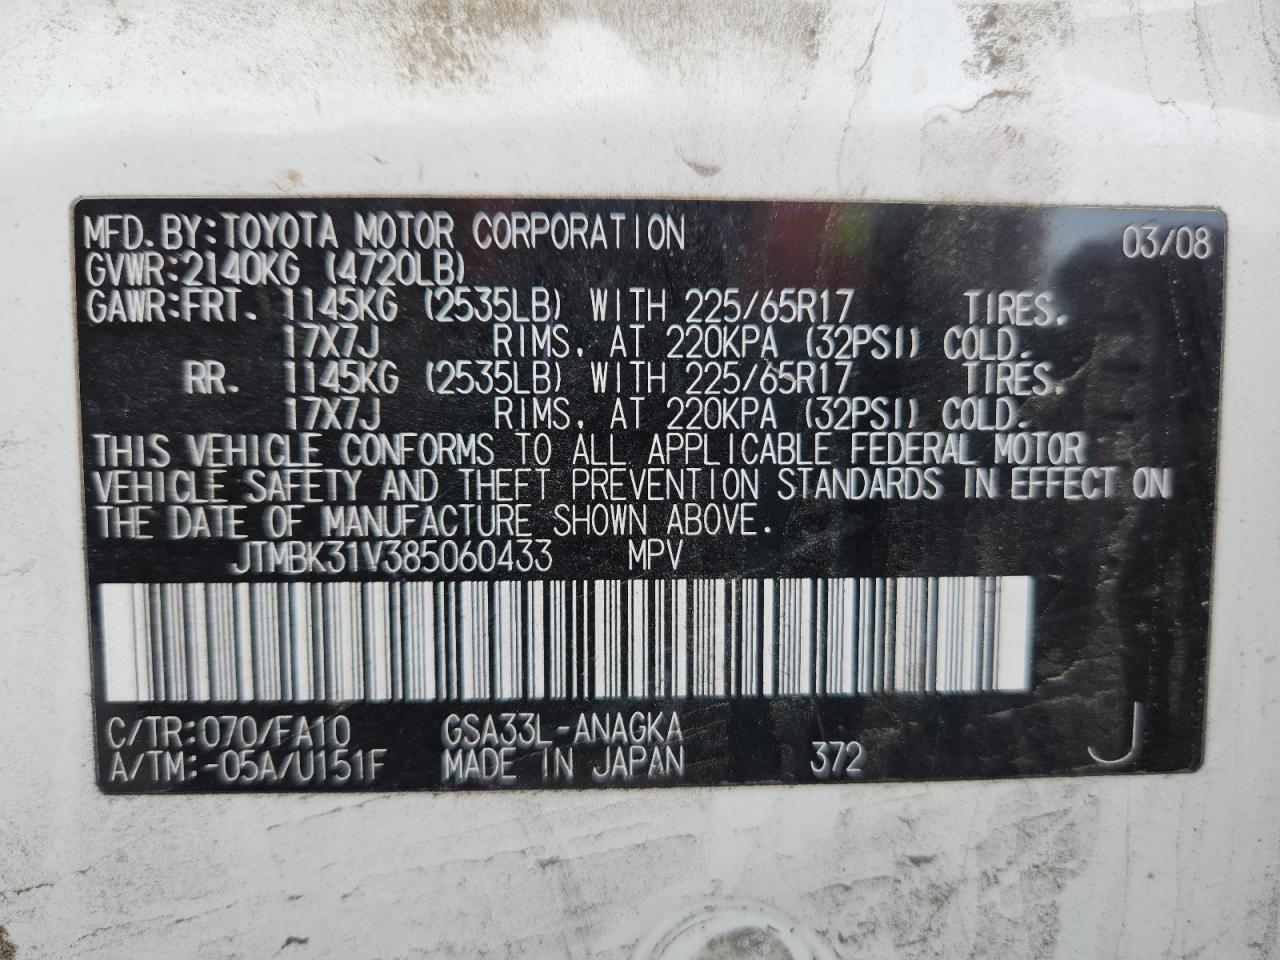 MFD. BY: TOYOTA MOTOR CORPORATION 03/08
GVWR: 2140KG (4720LB)
GAWR: FRT. 1145KG (2535LB) WITH 225/65R17 TIRES.
17X7J RIMS, AT 220KPA (32PSI) COLD.
RR. 1145KG (2535LB) WITH 225/65R17 TIRES.
17X7J RIMS, AT 220KPA (32PSI) COLD.
THIS VEHICLE CONFORMS TO ALL APPLICABLE FEDERAL MOTOR
VEHICLE SAFETY AND THEFT PREVENTION STANDARDS IN EFFECT ON
THE DATE OF MANUFACTURE SHOWN ABOVE.
JTMBK31V385060433 MPV
C/TR: 070/FA10 GSA33L-ANAGKA
A/TM: -05A/U151F MADE IN JAPAN 372 J